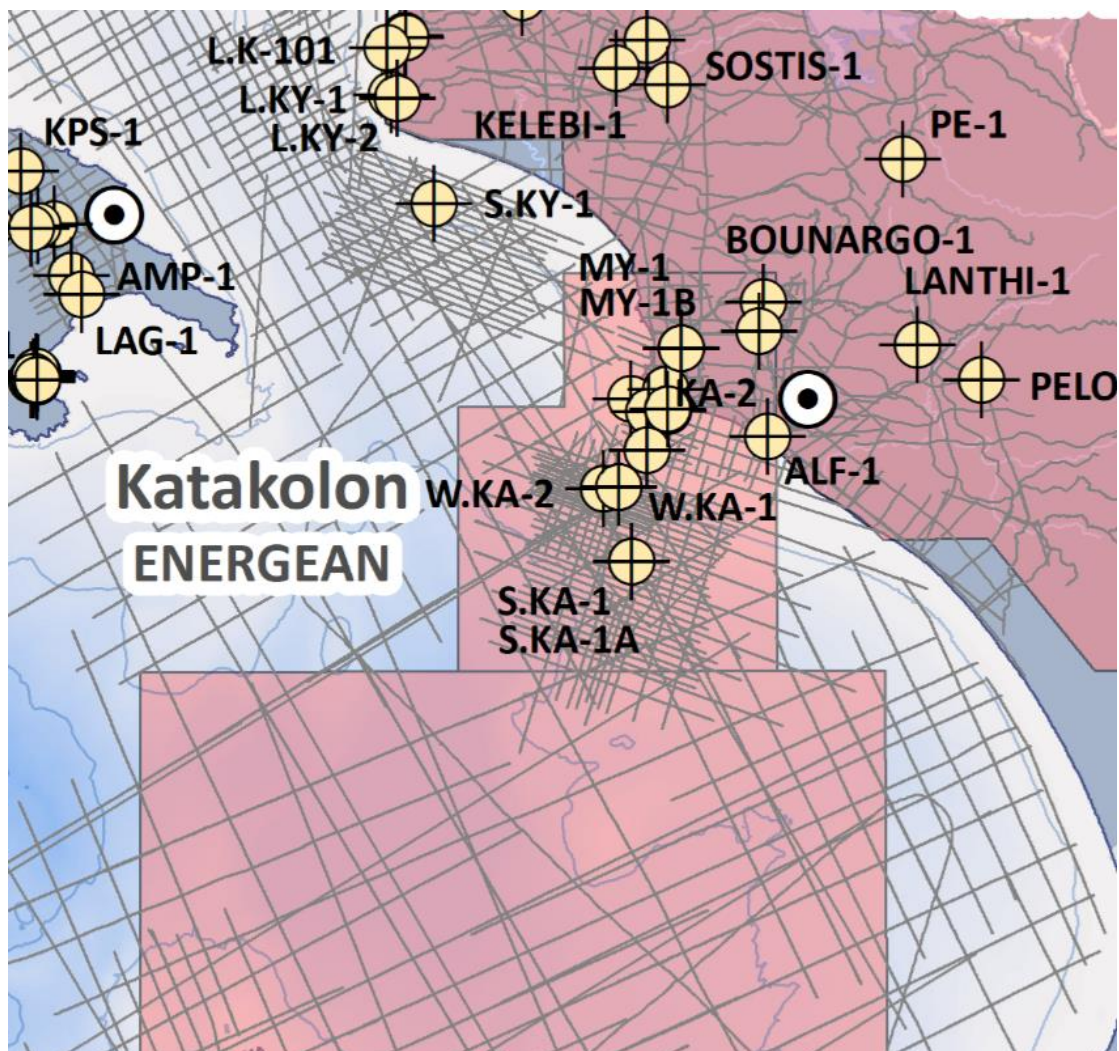 L.K-101
SOSTIS-1
L.KY-1
KPS-1
KELEBI-1
PE-1
L.KY-2
S.KY-1
BOUNARGO-1
MY-1
AMP-1
LANTHI-1
MY-1B
LAG-1
KA-2
PELO
Katakolon
ALF-1
W.KA-2
W.KA-1
ENERGEAN
S.KA-1
S.KA-1A